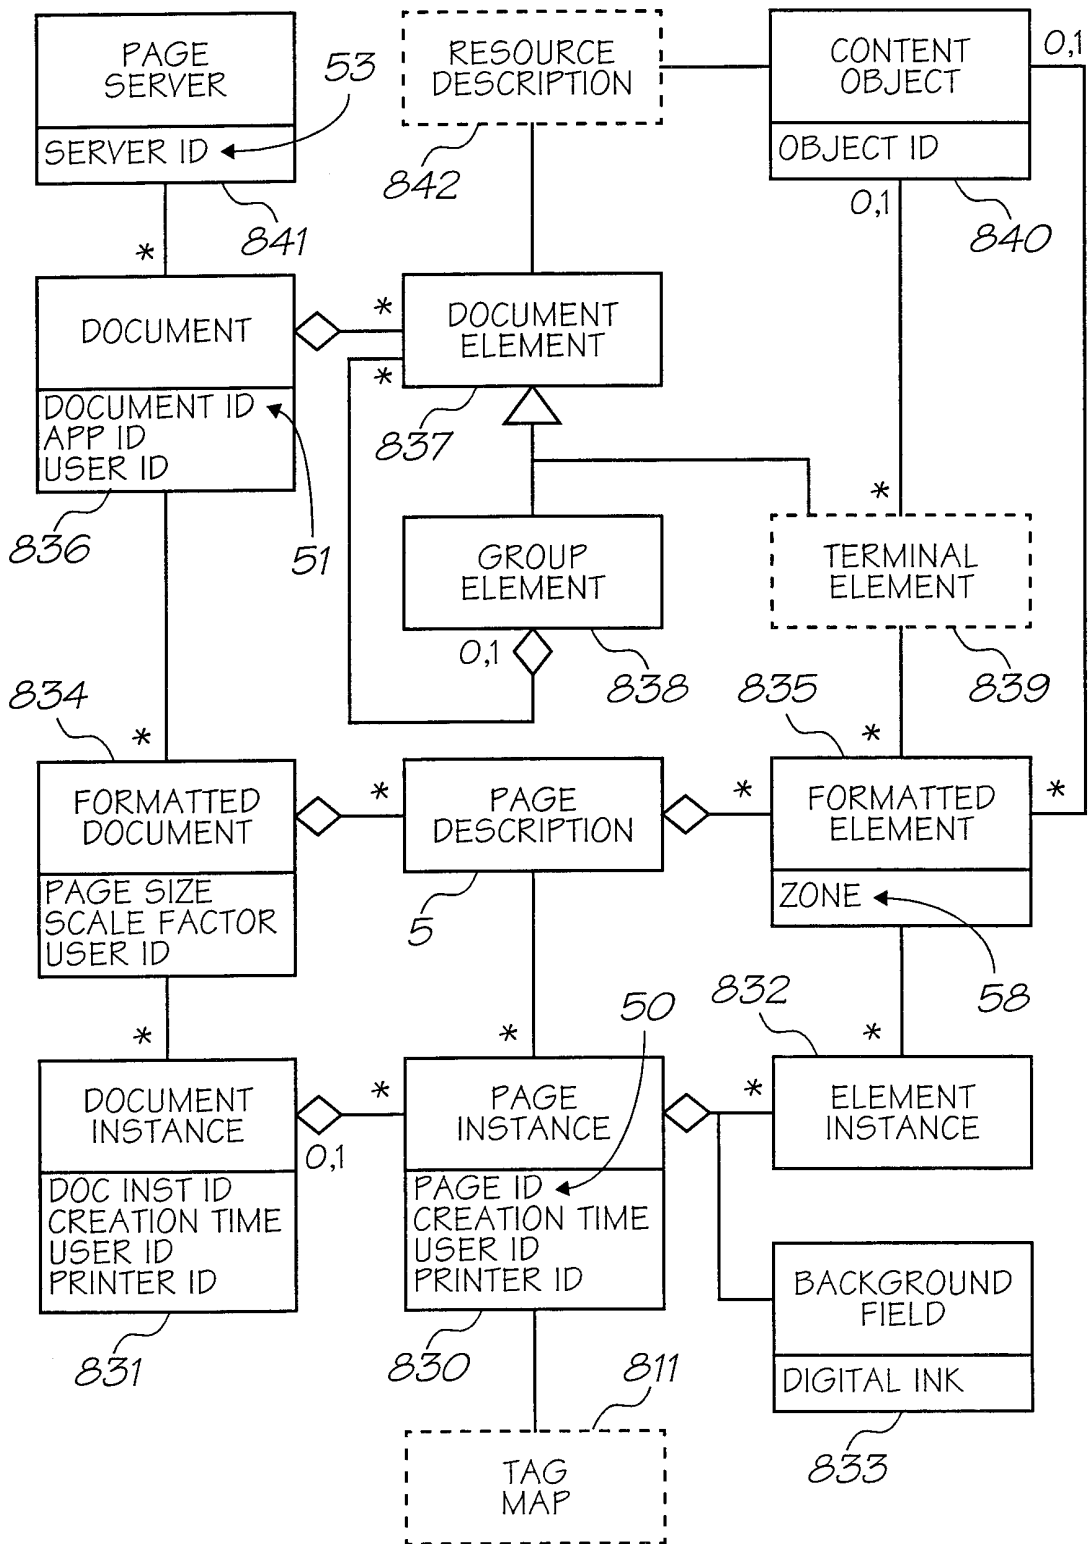 PAGE
SERVER
SERVER ID
53
841
*
RESOURCE
DESCRIPTION
842
CONTENT
OBJECT
OBJECT ID
0,1
0,1
840
DOCUMENT
DOCUMENT ID
APP ID
USER ID
836
51
*
*
DOCUMENT
ELEMENT
837
GROUP
ELEMENT
0,1
838
*
TERMINAL
ELEMENT
839
834
*
FORMATTED
DOCUMENT
PAGE SIZE
SCALE FACTOR
USER ID
*
PAGE
DESCRIPTION
5
*
835
*
*
FORMATTED
ELEMENT
ZONE
58
*
DOCUMENT
INSTANCE
DOC INST ID
CREATION TIME
USER ID
PRINTER ID
831
0,1
*
50
*
PAGE
INSTANCE
PAGE ID
CREATION TIME
USER ID
PRINTER ID
830
*
832
*
ELEMENT
INSTANCE
BACKGROUND
FIELD
DIGITAL INK
833
811
TAG
MAP